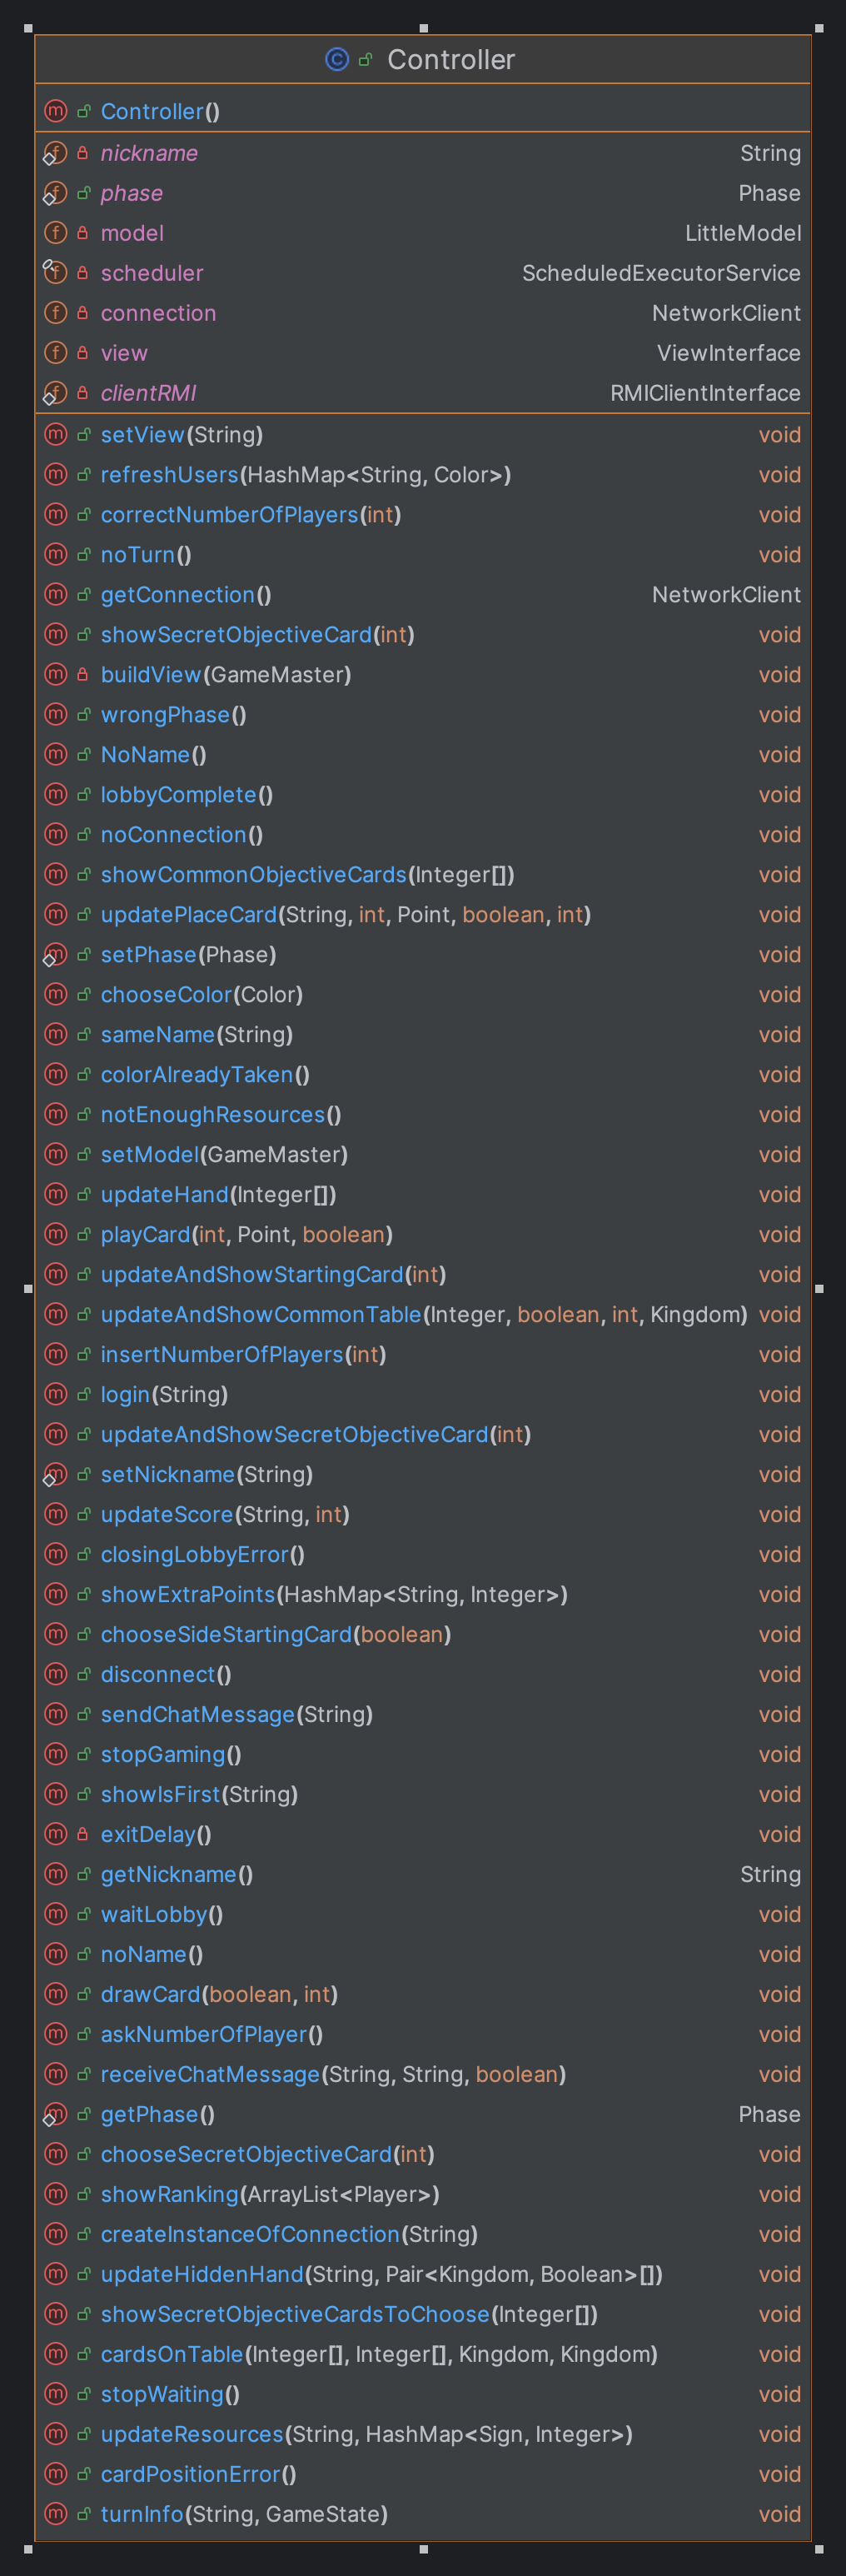 Controller
Controller()
nickname String
phase Phase
model LittleModel
scheduler ScheduledExecutorService
connection NetworkClient
view ViewInterface
clientRMI RMIClientInterface
setView(String) void
refreshUsers(HashMap<String, Color>) void
correctNumberOfPlayers(int) void
noTurn() void
getConnection() NetworkClient
showSecretObjectiveCard(int) void
buildView(GameMaster) void
wrongPhase() void
NoName() void
lobbyComplete() void
noConnection() void
showCommonObjectiveCards(Integer[]) void
updatePlaceCard(String, int, Point, boolean, int) void
setPhase(Phase) void
chooseColor(Color) void
sameName(String) void
colorAlreadyTaken() void
notEnoughResources() void
setModel(GameMaster) void
updateHand(Integer[]) void
playCard(int, Point, boolean) void
updateAndShowStartingCard(int) void
updateAndShowCommonTable(Integer, boolean, int, Kingdom) void
insertNumberOfPlayers(int) void
login(String) void
updateAndShowSecretObjectiveCard(int) void
setNickname(String) void
updateScore(String, int) void
closingLobbyError() void
showExtraPoints(HashMap<String, Integer>) void
chooseSideStartingCard(boolean) void
disconnect() void
sendChatMessage(String) void
stopGaming() void
showIsFirst(String) void
exitDelay() void
getNickname() String
waitLobby() void
noName() void
drawCard(boolean, int) void
askNumberOfPlayer() void
receiveChatMessage(String, String, boolean) void
getPhase() Phase
chooseSecretObjectiveCard(int) void
showRanking(ArrayList<Player>) void
createInstanceOfConnection(String) void
updateHiddenHand(String, Pair<Kingdom, Boolean>[]) void
showSecretObjectiveCardsToChoose(Integer[]) void
cardsOnTable(Integer[], Integer[], Kingdom, Kingdom) void
stopWaiting() void
updateResources(String, HashMap<Sign, Integer>) void
cardPositionError() void
turnInfo(String, GameState) void